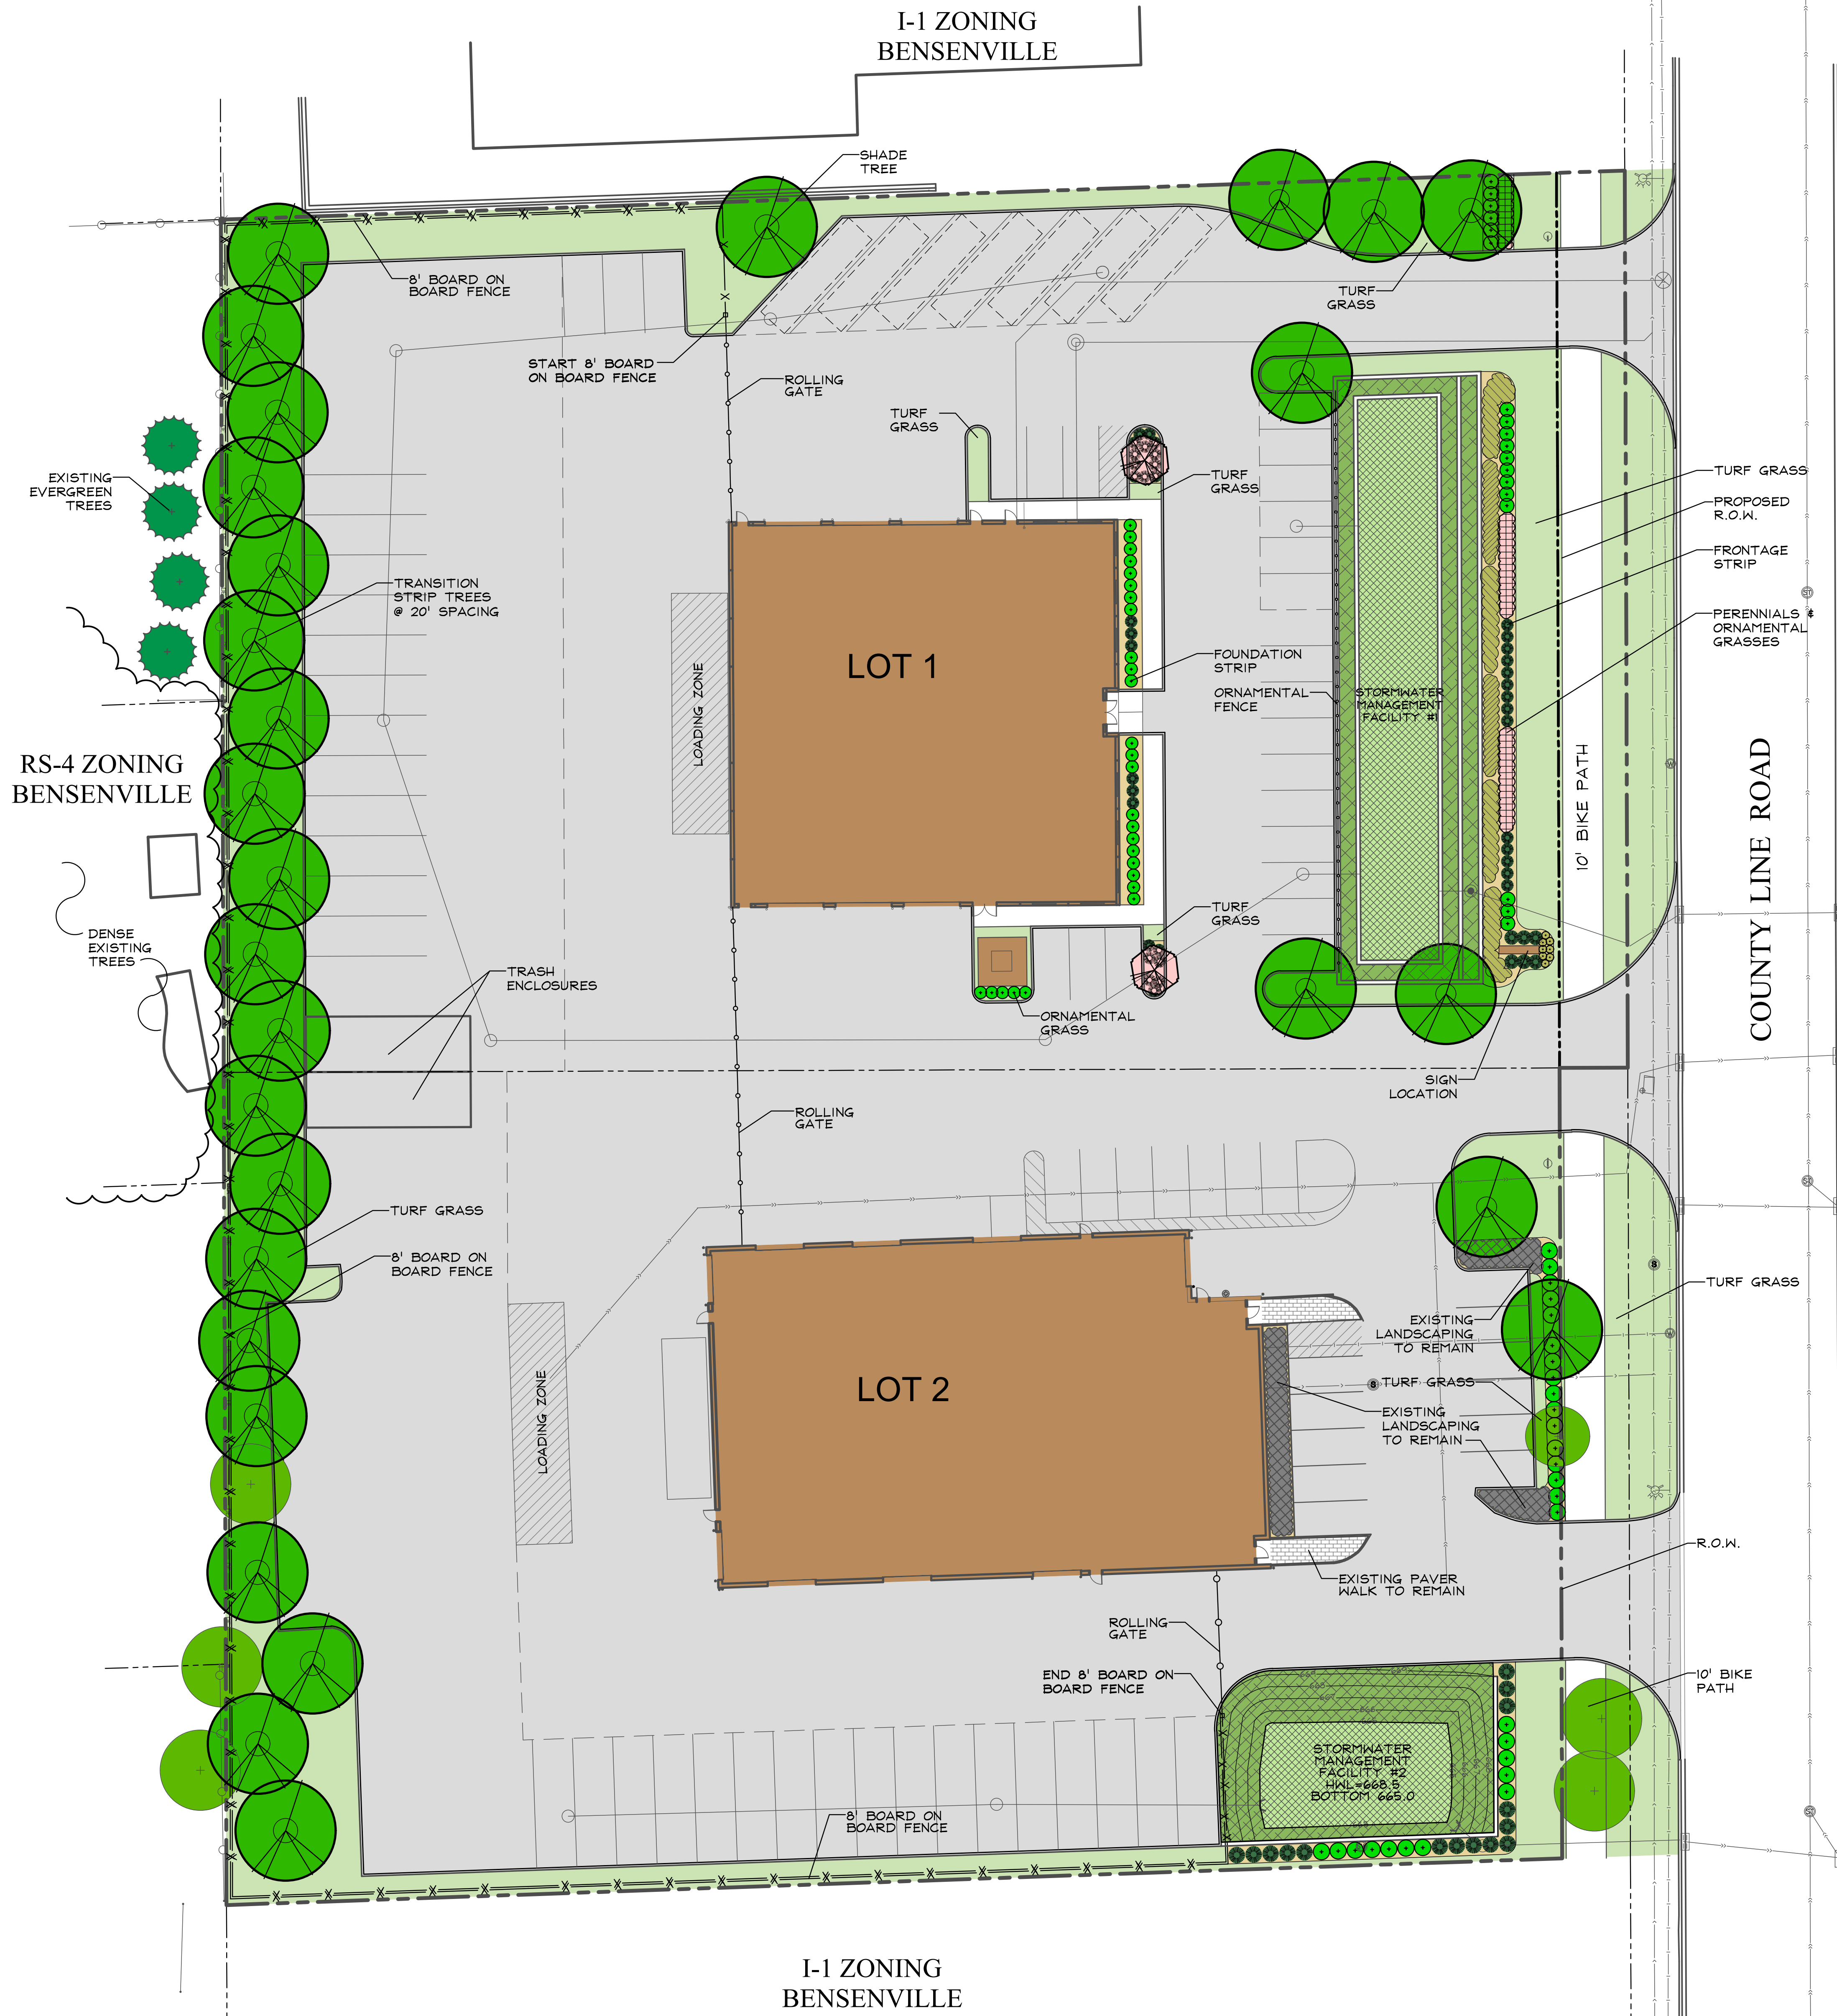 I-1 ZONING
BENSENVILLE
SHADE
TREE
8' BOARD ON
BOARD FENCE
TURF
GRASS
START 8' BOARD
ON BOARD FENCE
ROLLING
GATE
TURF
GRASS
EXISTING
EVERGREEN
TREES
TURF
GRASS
TURF GRASS
PROPOSED
R.O.W.
FRONTAGE
STRIP
TRANSITION
STRIP TREES
@ 20' SPACING
PERENNIALS &
ORNAMENTAL
GRASSES
LOT 1
FOUNDATION
STRIP
LOADING ZONE
ORNAMENTAL
FENCE
STORMWATER
MANAGEMENT
FACILITY #1
RS-4 ZONING
BENSENVILLE
10' BIKE PATH
COUNTY LINE ROAD
TURF
GRASS
DENSE
EXISTING
TREES
TRASH
ENCLOSURES
ORNAMENTAL
GRASS
SIGN
LOCATION
ROLLING
GATE
TURF GRASS
8' BOARD ON
BOARD FENCE
TURF GRASS
EXISTING
LANDSCAPING
TO REMAIN
LOT 2
TURF GRASS
LOADING ZONE
EXISTING
LANDSCAPING
TO REMAIN
R.O.W.
EXISTING PAVER
WALK TO REMAIN
ROLLING
GATE
END 8' BOARD ON
BOARD FENCE
10' BIKE
PATH
STORMWATER
MANAGEMENT
FACILITY #2
HWL=668.5
BOTTOM 665.0
8' BOARD ON
BOARD FENCE
I-1 ZONING
BENSENVILLE